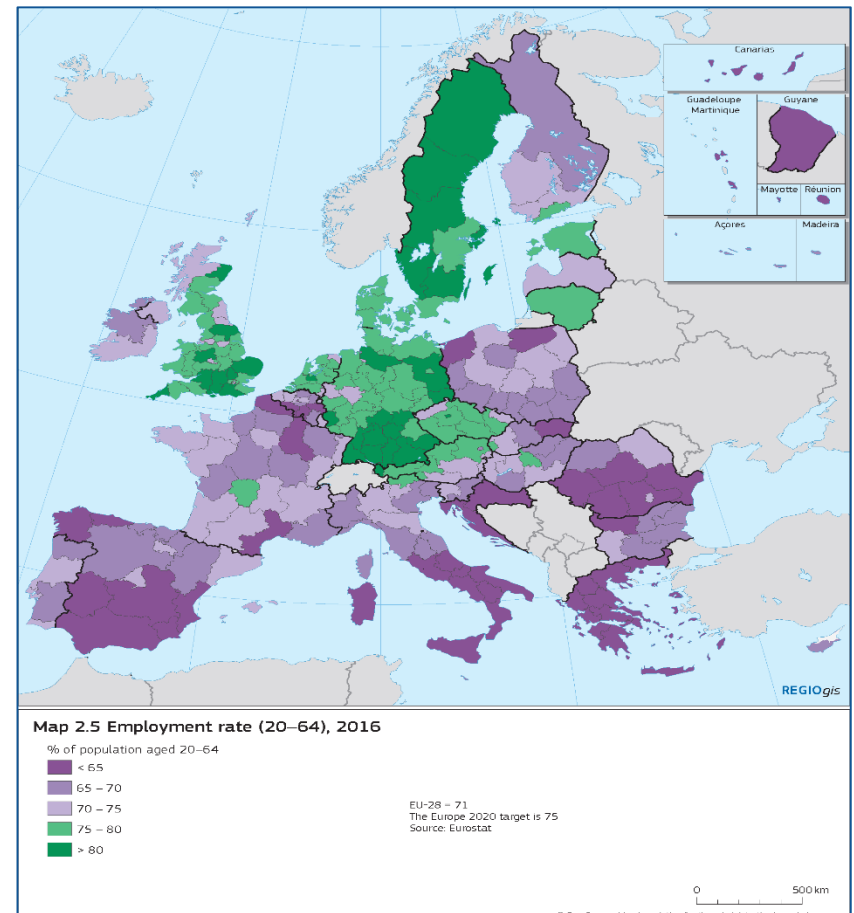 Canarias
Guadeloupe
Martinique
Guyane
Mayotte
Réunion
Açores
Madeira
REGIOgis
Map 2.5 Employment rate (20–64), 2016
% of population aged 20–64
< 65
65 – 70
70 – 75
75 – 80
> 80
EU-28 – 71
The Europe 2020 target is 75
Source: Eurostat
0 500 km